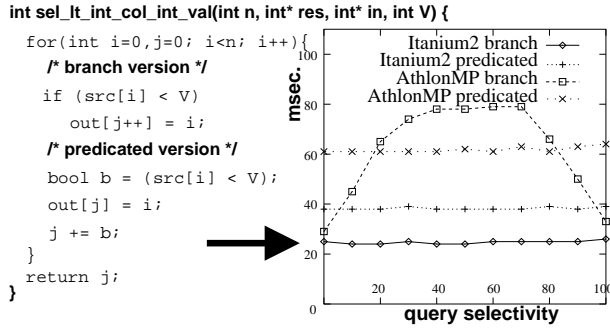 int sel_lt_int_col_int_val(int n, int* res, int* in, int V) {
for(int i=0,j=0; i<n; i++){
/* branch version */
if (src[i] < V)
out[j++] = i;
/* predicated version */
bool b = (src[i] < V);
out[j] = i;
j += b;
}
return j;
}
msec.
100
80
60
40
20
0
Itanium2 branch
Itanium2 predicated
AthlonMP branch
AthlonMP predicated
20 40 60 80 100
query selectivity